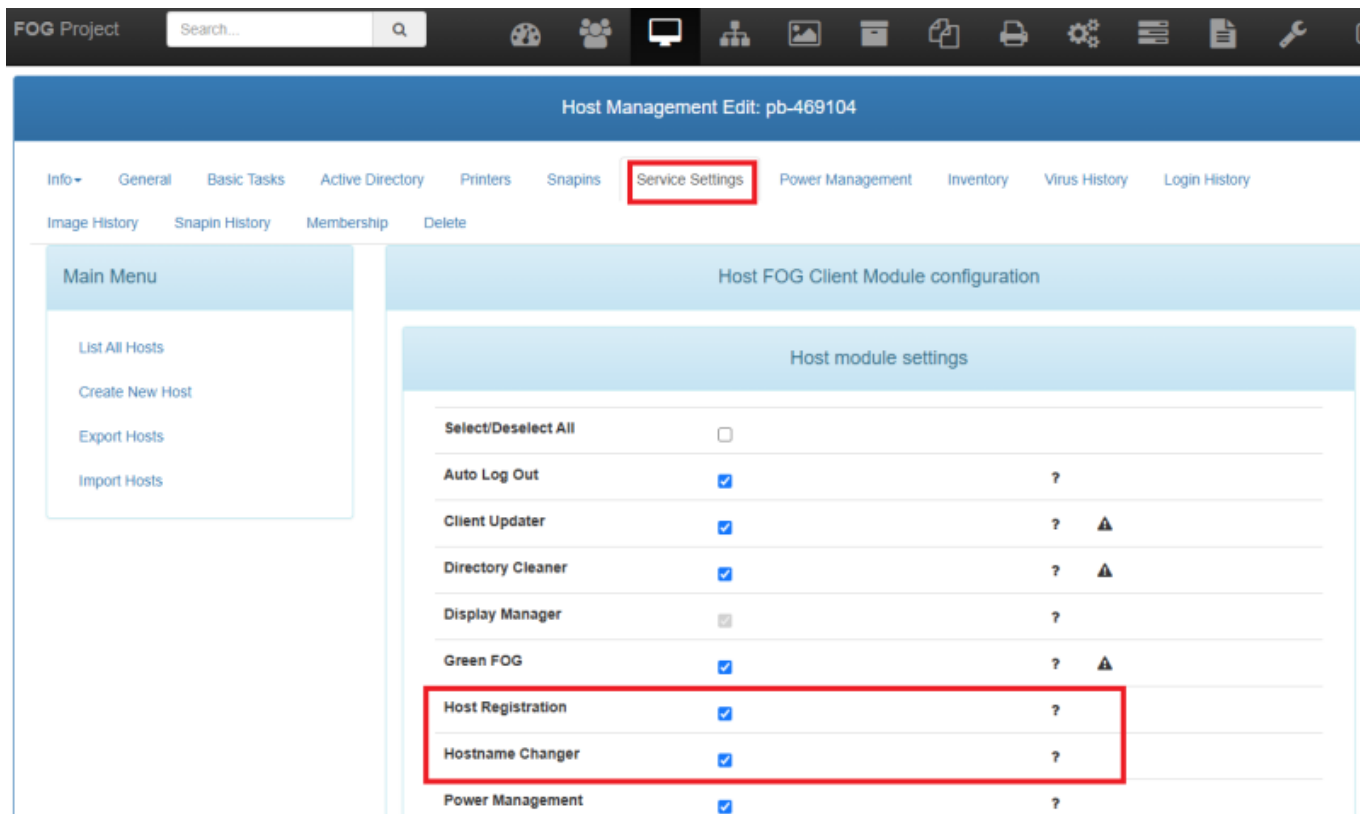 FOG Project Search...
Host Management Edit: pb-469104
Info General Basic Tasks Active Directory Printers Snapins Service Settings Power Management Inventory Virus History Login History
Image History Snapin History Membership Delete
Main Menu
Host FOG Client Module configuration
List All Hosts
Create New Host
Export Hosts
Import Hosts
Host module settings
Select/Deselect All
Auto Log Out ?
Client Updater ?
Directory Cleaner ?
Display Manager ?
Green FOG ?
Host Registration ?
Hostname Changer ?
Power Management ?